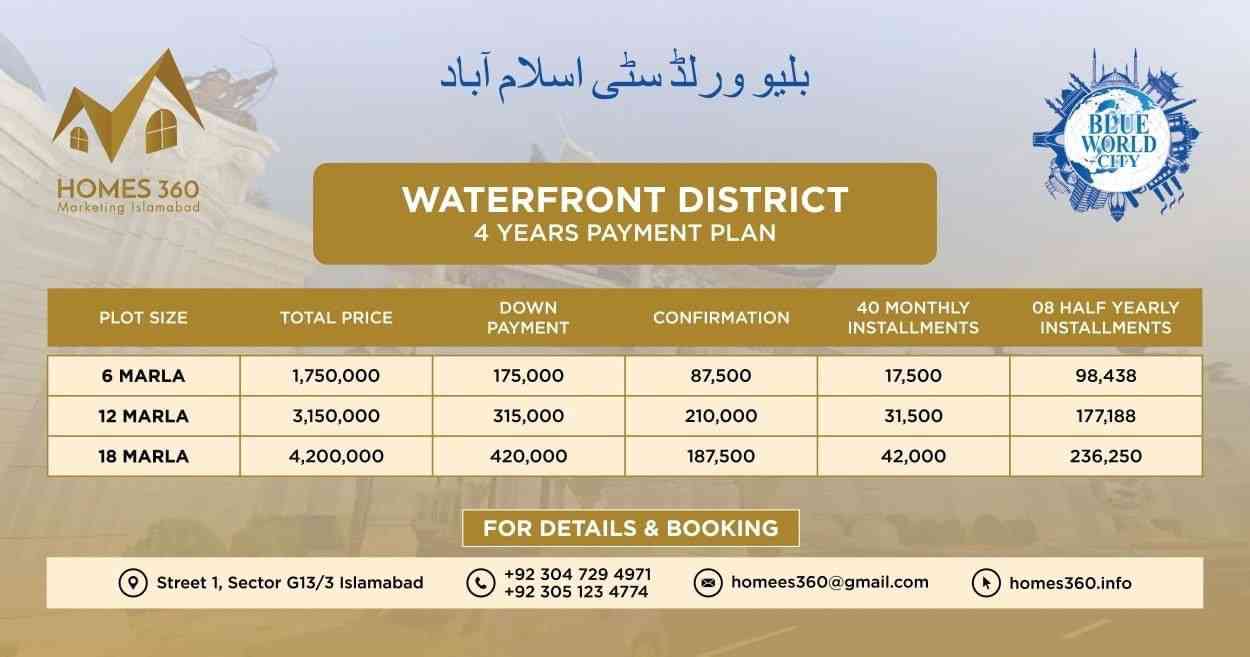 بلیو ورلڈ سٹی اسلام آباد
HOMES 360
Marketing Islamabad
BLUE
WORLD
CITY
WATERFRONT DISTRICT
4 YEARS PAYMENT PLAN
PLOT SIZE TOTAL PRICE DOWN PAYMENT CONFIRMATION 40 MONTHLY INSTALLMENTS 08 HALF YEARLY INSTALLMENTS
6 MARLA 1,750,000 175,000 87,500 17,500 98,438
12 MARLA 3,150,000 315,000 210,000 31,500 177,188
18 MARLA 4,200,000 420,000 187,500 42,000 236,250
FOR DETAILS & BOOKING
Street 1, Sector G13/3 Islamabad
+92 304 729 4971
+92 305 123 4774
homees360@gmail.com
homes360.info